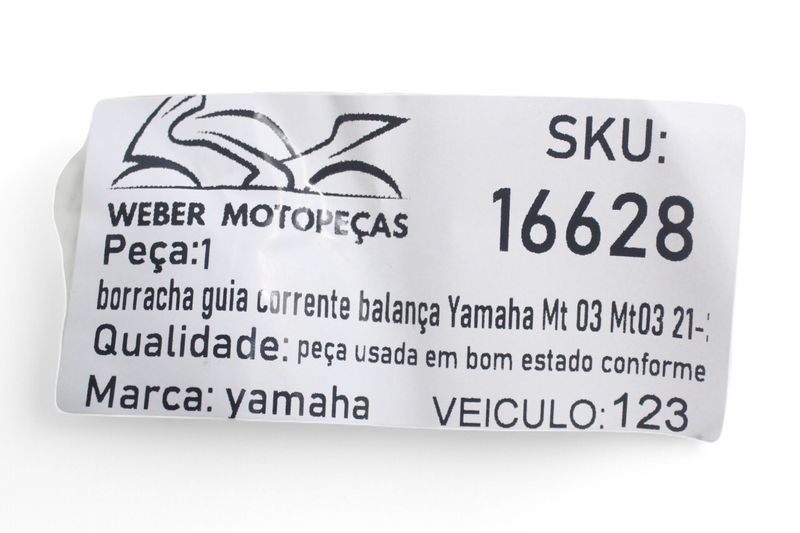 WEBER MOTOPEÇAS
SKU:
16628
Peça:1
borracha guia corrente balança Yamaha Mt 03 Mt03 21-
Qualidade: peça usada em bom estado conforme
Marca: yamaha
VEICULO: 123